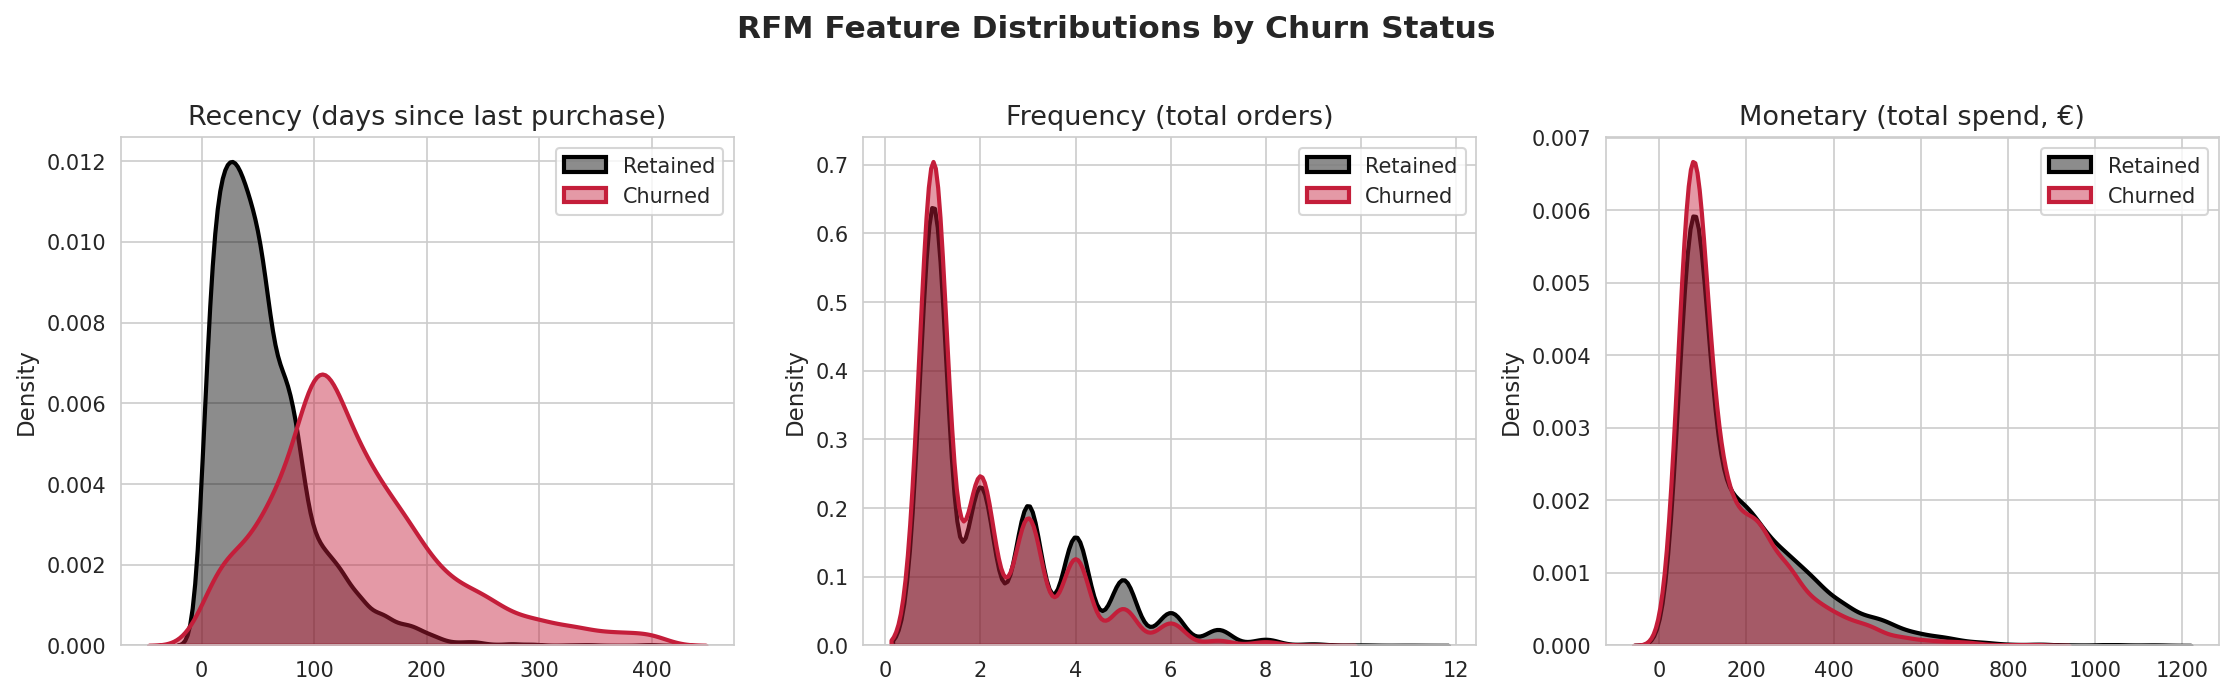 RFM Feature Distributions by Churn Status
Recency (days since last purchase)
Density
0.012
0.010
0.008
0.006
0.004
0.002
0.000
0 100 200 300 400
Retained
Churned
Frequency (total orders)
Density
0.7
0.6
0.5
0.4
0.3
0.2
0.1
0.0
0 2 4 6 8 10 12
Retained
Churned
Monetary (total spend, €)
Density
0.007
0.006
0.005
0.004
0.003
0.002
0.001
0.000
0 200 400 600 800 1000 1200
Retained
Churned